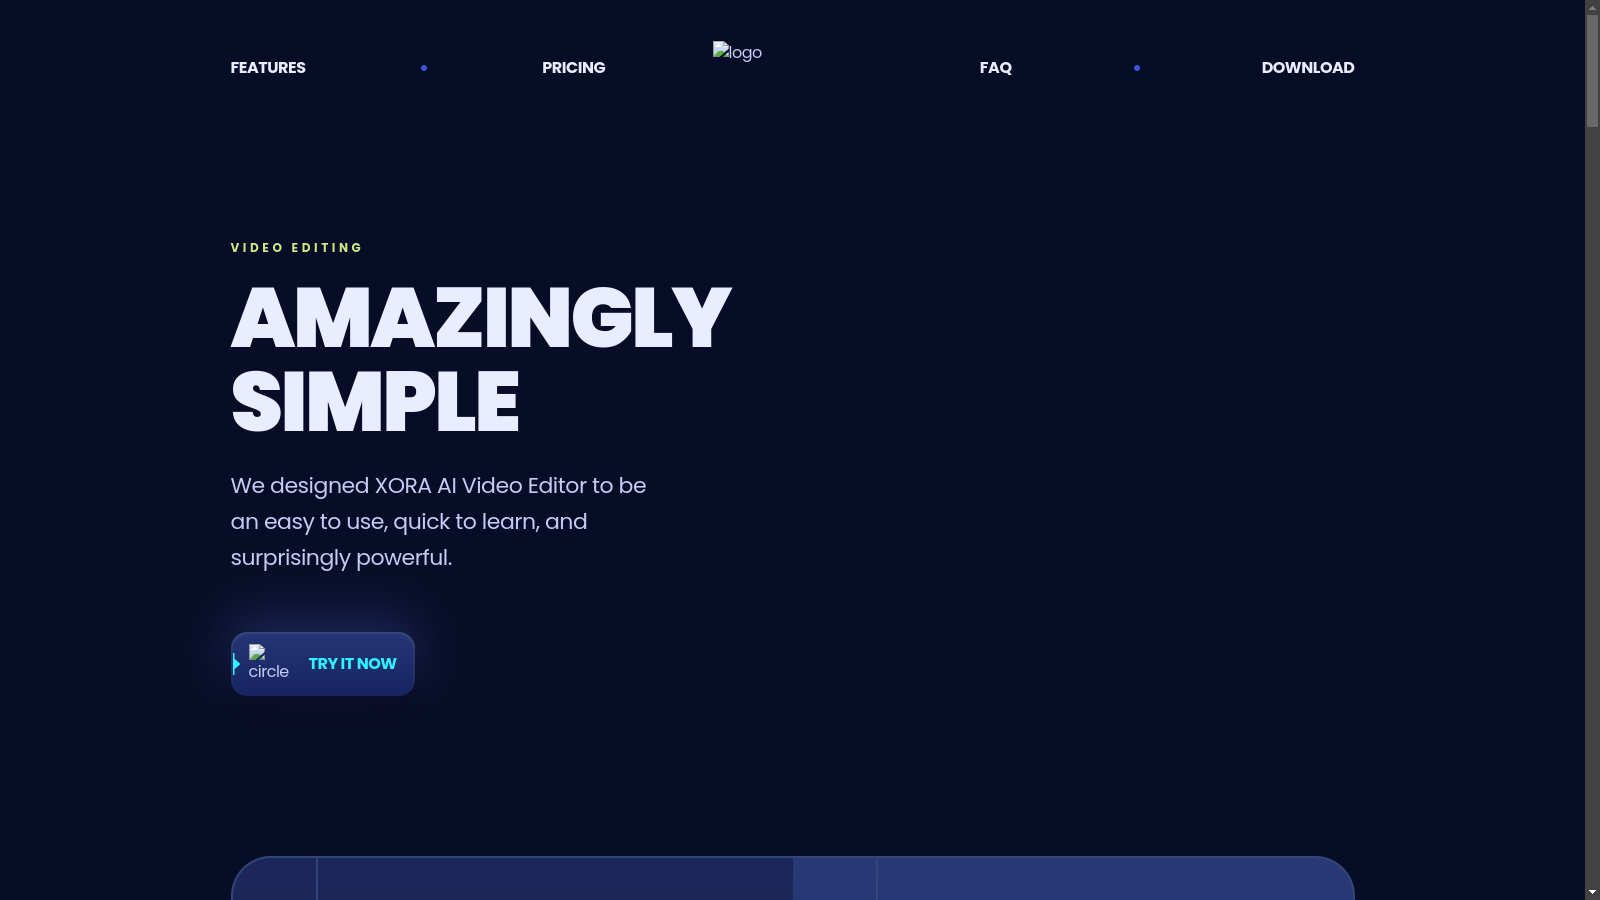 FEATURES
PRICING
logo
FAQ
DOWNLOAD
VIDEO EDITING
AMAZINGLY
SIMPLE
We designed XORA AI Video Editor to be
an easy to use, quick to learn, and
surprisingly powerful.
circle
TRY IT NOW